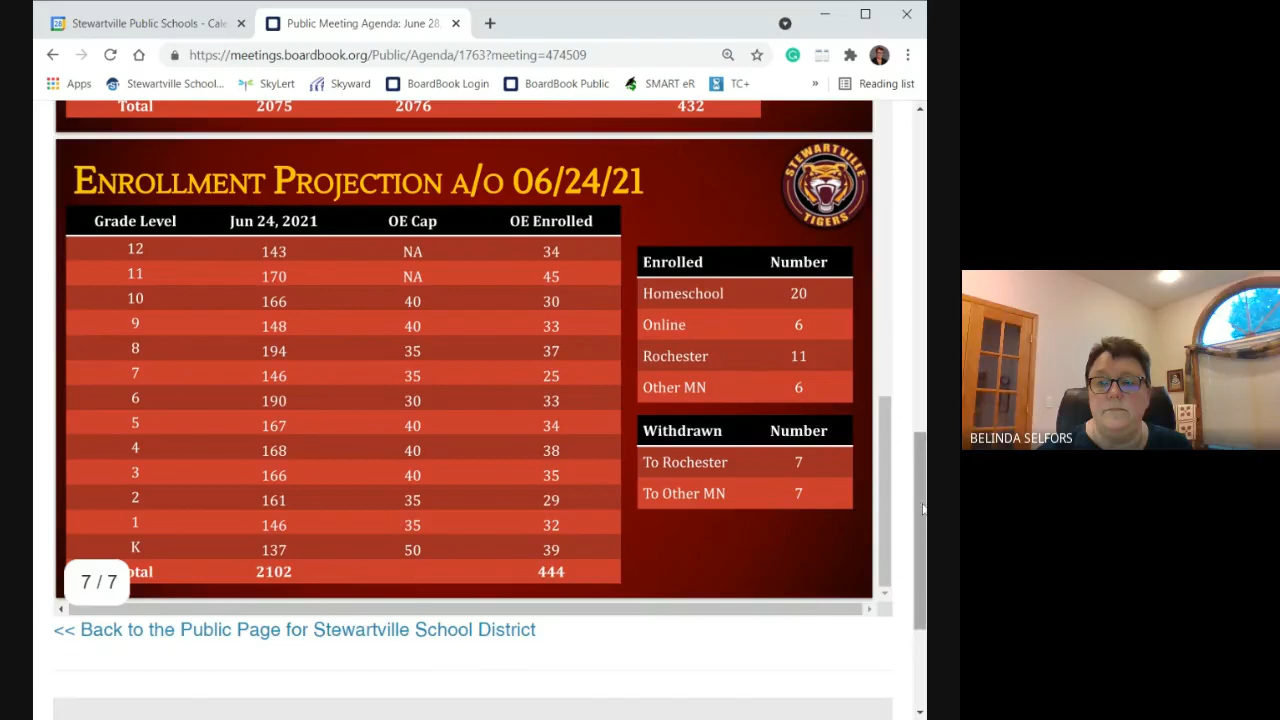 Stewartville Public Schools - Cale
Public Meeting Agenda: June 28,
https://meetings.boardbook.org/Public/Agenda/1763?meeting=474509
Apps
Stewartville School...
SkyLert
Skyward
BoardBook Login
BoardBook Public
SMART eR
TC+
»
Reading list
Total 2075 2076 432
Enrollment Projection a/o 06/24/21
STEWARTVILLE
TIGERS
Grade Level Jun 24, 2021 OE Cap OE Enrolled
12 143 NA 34
11 170 NA 45
10 166 40 30
9 148 40 33
8 194 35 37
7 146 35 25
6 190 30 33
5 167 40 34
4 168 40 38
3 166 40 35
2 161 35 29
1 146 35 32
K 137 50 39
otal 2102 444
7 / 7
Enrolled Number
Homeschool 20
Online 6
Rochester 11
Other MN 6
Withdrawn Number
To Rochester 7
To Other MN 7
<< Back to the Public Page for Stewartville School District
BELINDA SELFORS